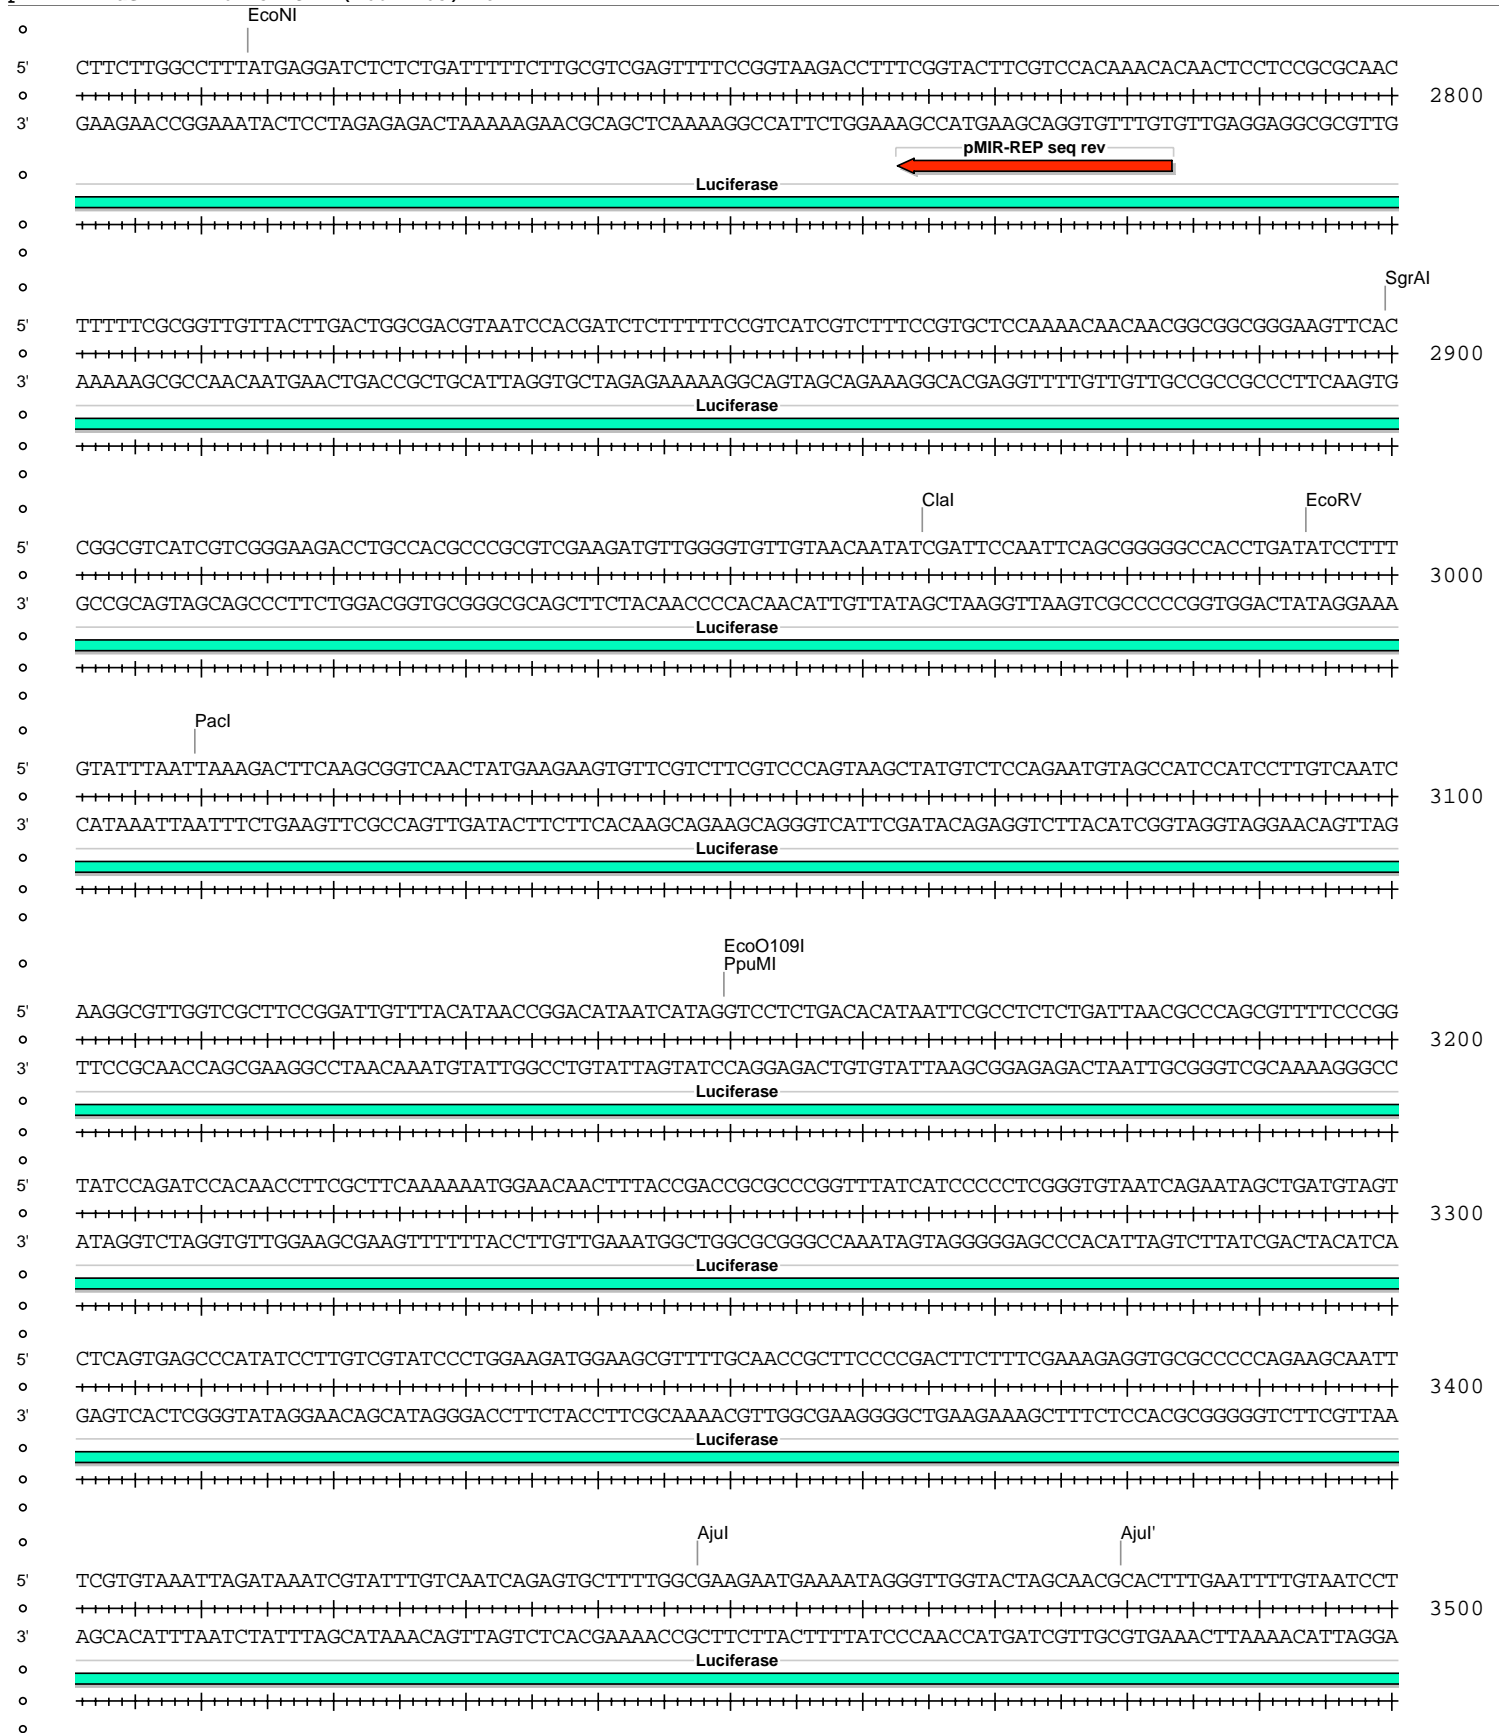 EcoNI
5' CTTCTTGGCCTTTATGAGGATCTCTCTGATTTTTCTTGCGTCGAGTTTTCCGGTAAGACCTTTCGGTACTTCGTCCACAAACACAACTCCTCCGCGCAAC
2800
3' GAAGAACCGGAAATACTCCTAGAGAGACTAAAAAGAACGCAGCTCAAAAGGCCATTCTGGAAAGCCATGAAGCAGGTGTTTGTGTTGAGGAGGCGCGTTG
pMIR-REP seq rev
Luciferase
SgrAI
5' TTTTTCGCGGTTGTTACTTGACTGGCGACGTAATCCACGATCTCTTTTTCCGTCATCGTCTTTCCGTGCTCCAAAACAACAACGGCGGCGGGAAGTTCAC
2900
3' AAAAAGCGCCAACAATGAACTGACCGCTGCATTAGGTGCTAGAGAAAAAGGCAGTAGCAGAAAGGCACGAGGTTTTGTTGTTGCCGCCGCCCTTCAAGTG
Luciferase
ClaI EcoRV
5' CGGCGTCATCGTCGGGAAGACCTGCCACGCCCGCGTCGAAGATGTTGGGGTGTTGTAACAATATCGATTCCAATTCAGCGGGGGCCACCTGATATCCTTT
3000
3' GCCGCAGTAGCAGCCCTTCTGGACGGTGCGGGCGCAGCTTCTACAACCCCACAACATTGTTATAGCTAAGGTTAAGTCGCCCCCGGTGGACTATAGGAAA
Luciferase
PacI
5' GTATTTAATTAAAGACTTCAAGCGGTCAACTATGAAGAAGTGTTCGTCTTCGTCCCAGTAAGCTATGTCTCCAGAATGTAGCCATCCATCCTTGTCAATC
3100
3' CATAAATTAATTTCTGAAGTTCGCCAGTTGATACTTCTTCACAAGCAGAAGCAGGGTCATTCGATACAGAGGTCTTACATCGGTAGGTAGGAACAGTTAG
Luciferase
EcoO109I
PpuMI
5' AAGGCGTTGGTCGCTTCCGGATTGTTTACATAACCGGACATAATCATAGGTCCTCTGACACATAATTCGCCTCTCTGATTAACGCCCAGCGTTTTCCCGG
3200
3' TTCCGCAACCAGCGAAGGCCTAACAAATGTATTGGCCTGTATTAGTATCCAGGAGACTGTGTATTAAGCGGAGAGACTAATTGCGGGTCGCAAAAGGGCC
Luciferase
5' TATCCAGATCCACAACCTTCGCTTCAAAAAATGGAACAACTTTACCGACCGCGCCCGGTTTATCATCCCCCTCGGGTGTAATCAGAATAGCTGATGTAGT
3300
3' ATAGGTCTAGGTGTTGGAAGCGAAGTTTTTTACCTTGTTGAAATGGCTGGCGCGGGCCAAATAGTAGGGGGAGCCCACATTAGTCTTATCGACTACATCA
Luciferase
5' CTCAGTGAGCCCATATCCTTGTCGTATCCCTGGAAGATGGAAGCGTTTTGCAACCGCTTCCCCGACTTCTTTCGAAAGAGGTGCGCCCCCAGAAGCAATT
3400
3' GAGTCACTCGGGTATAGGAACAGCATAGGGACCTTCTACCTTCGCAAAACGTTGGCGAAGGGGCTGAAGAAAGCTTTCTCCACGCGGGGGTCTTCGTTAA
Luciferase
AjuI AjuI'
5' TCGTGTAAATTAGATAAATCGTATTTGTCAATCAGAGTGCTTTTGGCGAAGAATGAAAATAGGGTTGGTACTAGCAACGCACTTTGAATTTTGTAATCCT
3500
3' AGCACATTTAATCTATTTAGCATAAACAGTTAGTCTCACGAAAACCGCTTCTTACTTTTATCCCAACCATGATCGTTGCGTGAAACTTAAAACATTAGGA
Luciferase